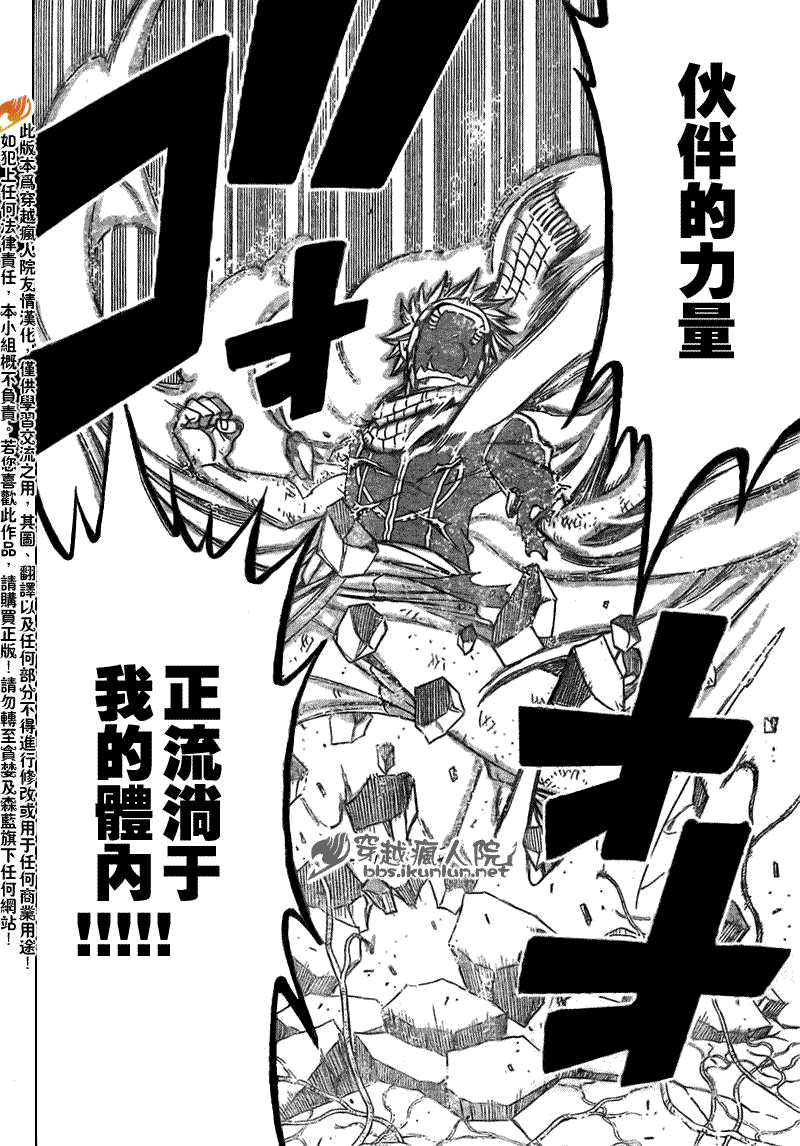 伙伴的力量
正流淌于
我的體內
!!!!!
此版本爲穿越瘋人院友情漢化，僅供學習交流之用，其圖、翻譯以及任何部分不得進行修改或用于任何商業用途！
如犯上任何法律責任，本小組概不負責。若您喜歡此作品，請購買正版！請勿轉至貪婪及森藍旗下任何網站！
穿越瘋人院
bbs.ikunlun.net